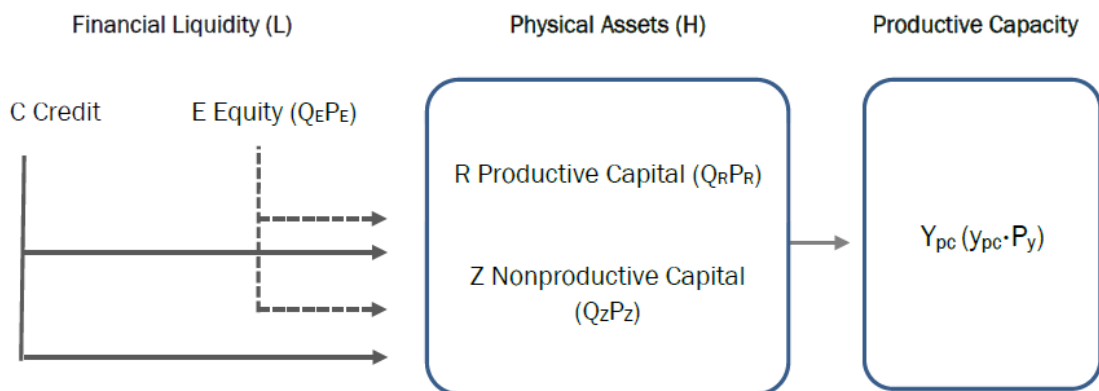 Financial Liquidity (L)
Physical Assets (H)
Productive Capacity
C Credit
E Equity (QEPE)
R Productive Capital (QRPR)
Z Nonproductive Capital
(QZPZ)
Ypc (ypc·Py)